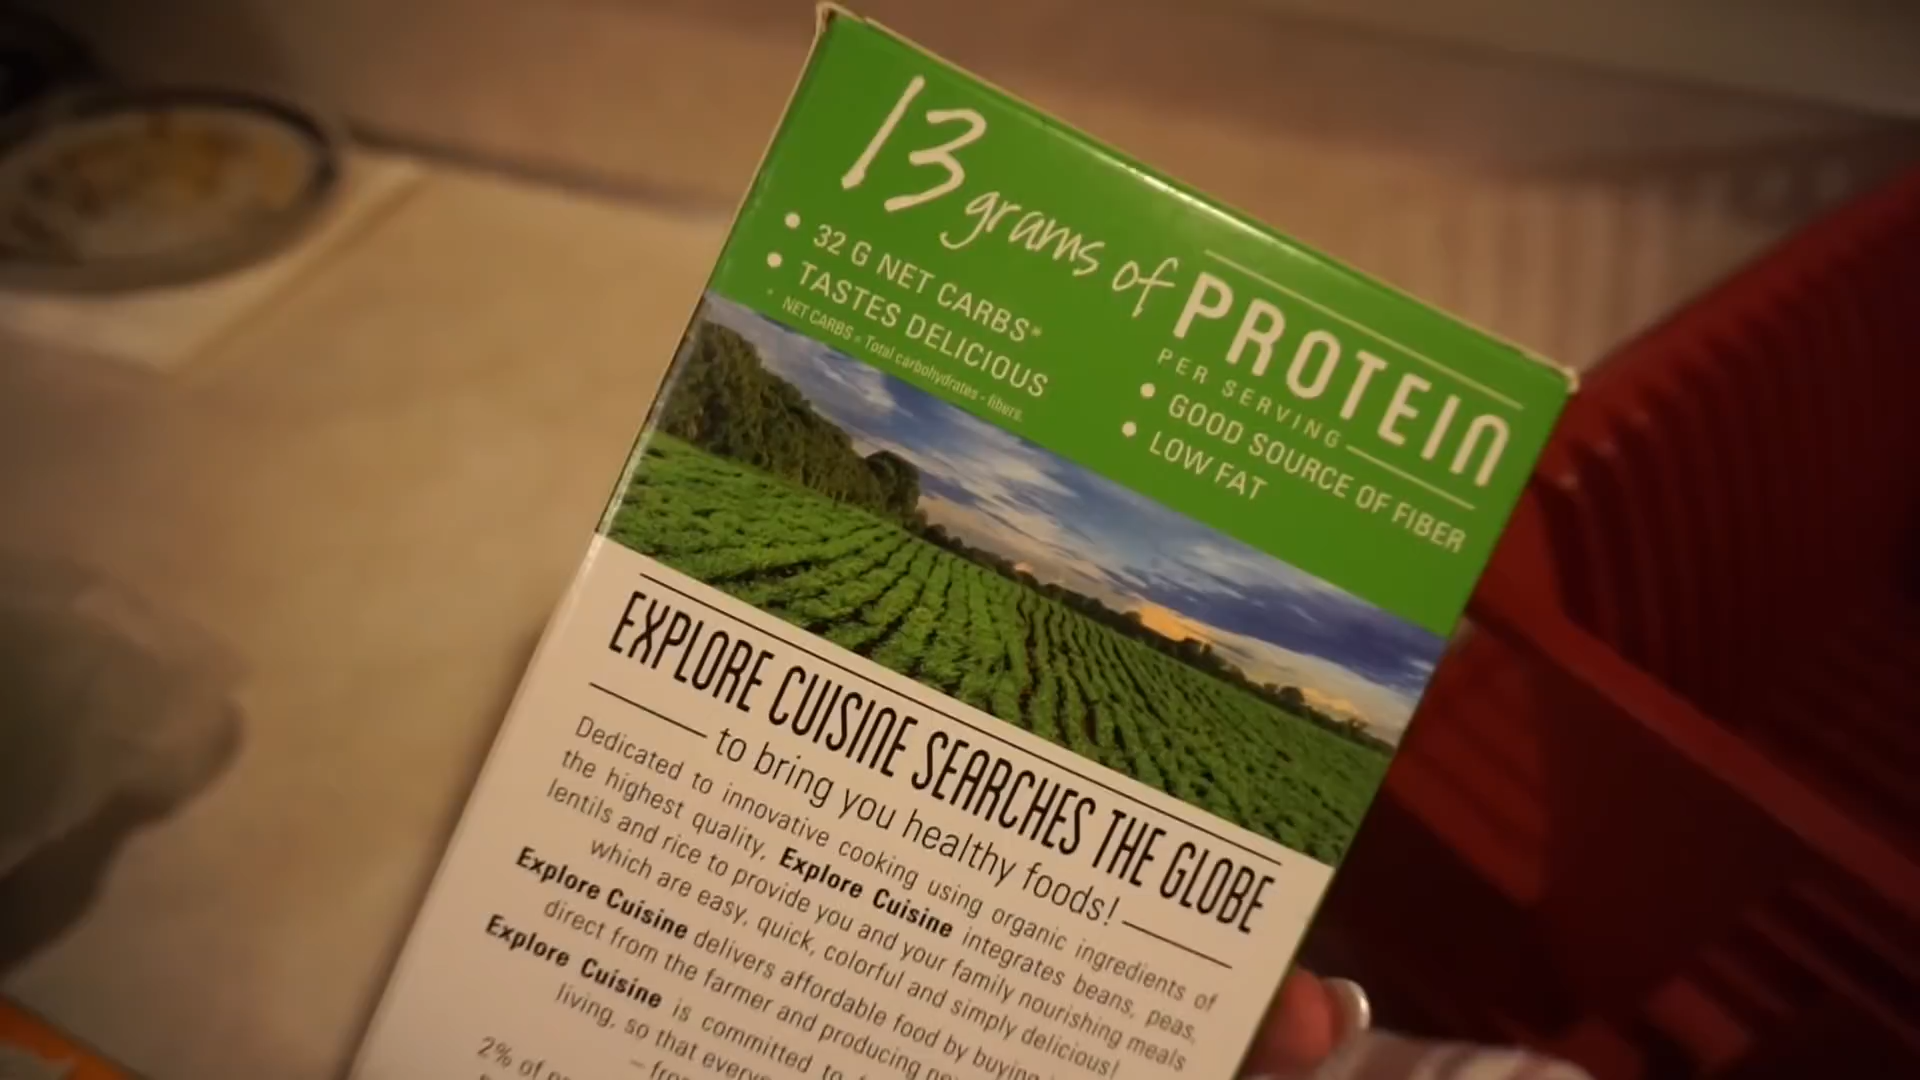 13 grams of PROTEIN
PER SERVING
• 32 G NET CARBS*
• TASTES DELICIOUS
* NET CARBS = Total carbohydrates - fibers.
• GOOD SOURCE OF FIBER
• LOW FAT
EXPLORE CUISINE SEARCHES THE GLOBE
to bring you healthy foods!
Dedicated to innovative cooking using organic ingredients of
the highest quality, Explore Cuisine integrates beans, peas,
lentils and rice to provide you and your family nourishing meals
which are easy, quick, colorful and simply delicious!
Explore Cuisine delivers affordable food by buying
direct from the farmer and producing
Explore Cuisine is committed to
living, so that
2% of